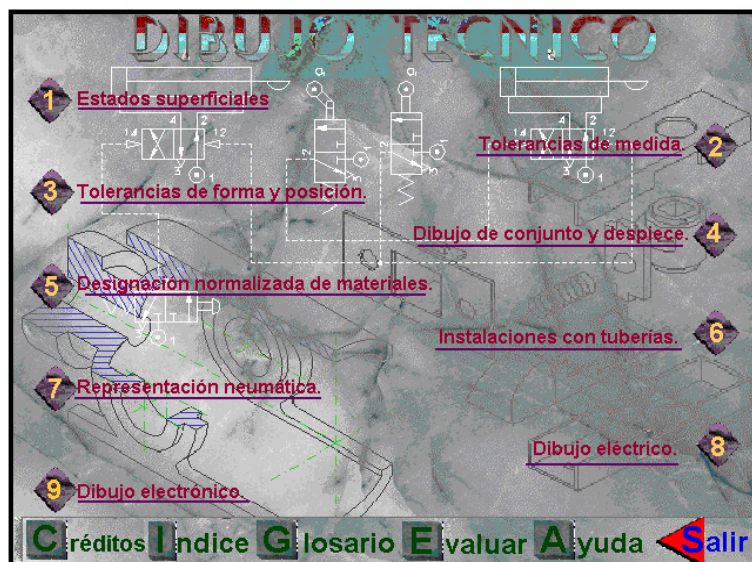 DIBUJO TECNICO
1 Estados superficiales
Tolerancias de medida. 2
3 Tolerancias de forma y posición.
Dibujo de conjunto y despiece. 4
5 Designación normalizada de materiales.
Instalaciones con tuberías. 6
7 Representación neumática.
Dibujo eléctrico. 8
9 Dibujo electrónico.
Créditos Indice Glosario Evaluar Ayuda Salir